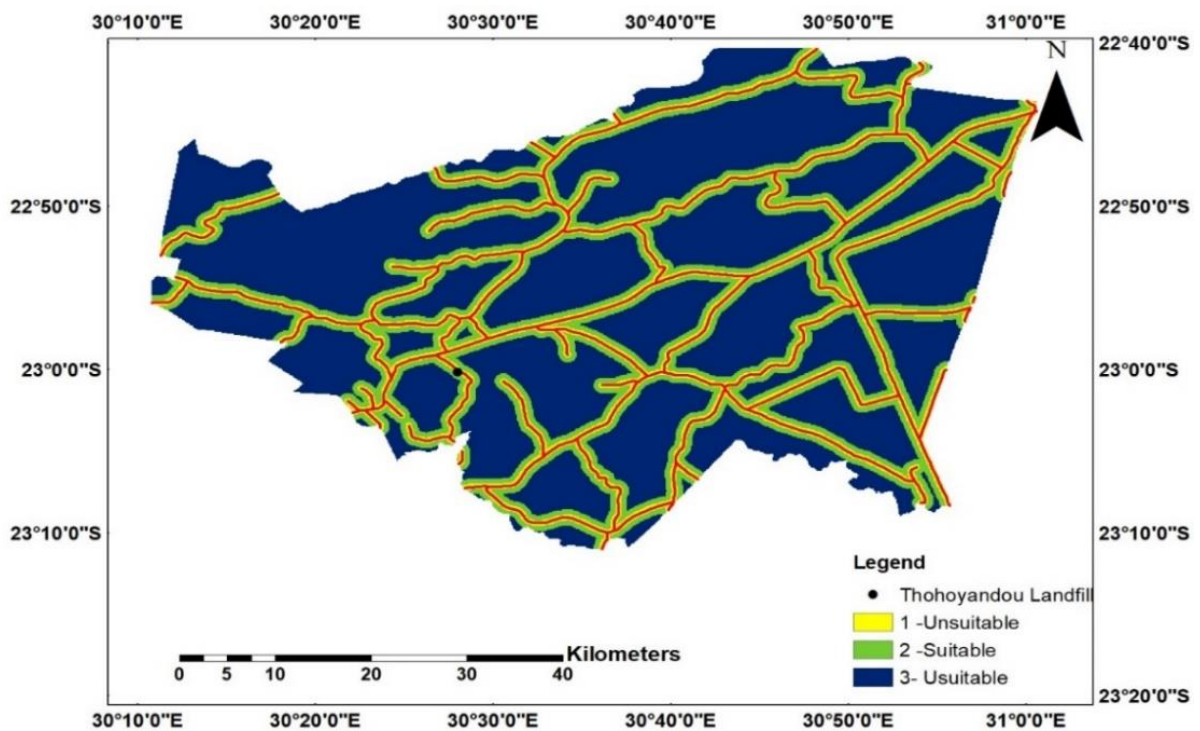 30°10'0"E 30°20'0"E 30°30'0"E 30°40'0"E 30°50'0"E 31°0'0"E
22°40'0"S
N
22°50'0"S 22°50'0"S
23°0'0"S 23°0'0"S
23°10'0"S 23°10'0"S
Legend
Thohoyandou Landfill
1 -Unsuitable
2 -Suitable
3- Usuitable
Kilometers
0 5 10 20 30 40
23°20'0"S
30°10'0"E 30°20'0"E 30°30'0"E 30°40'0"E 30°50'0"E 31°0'0"E